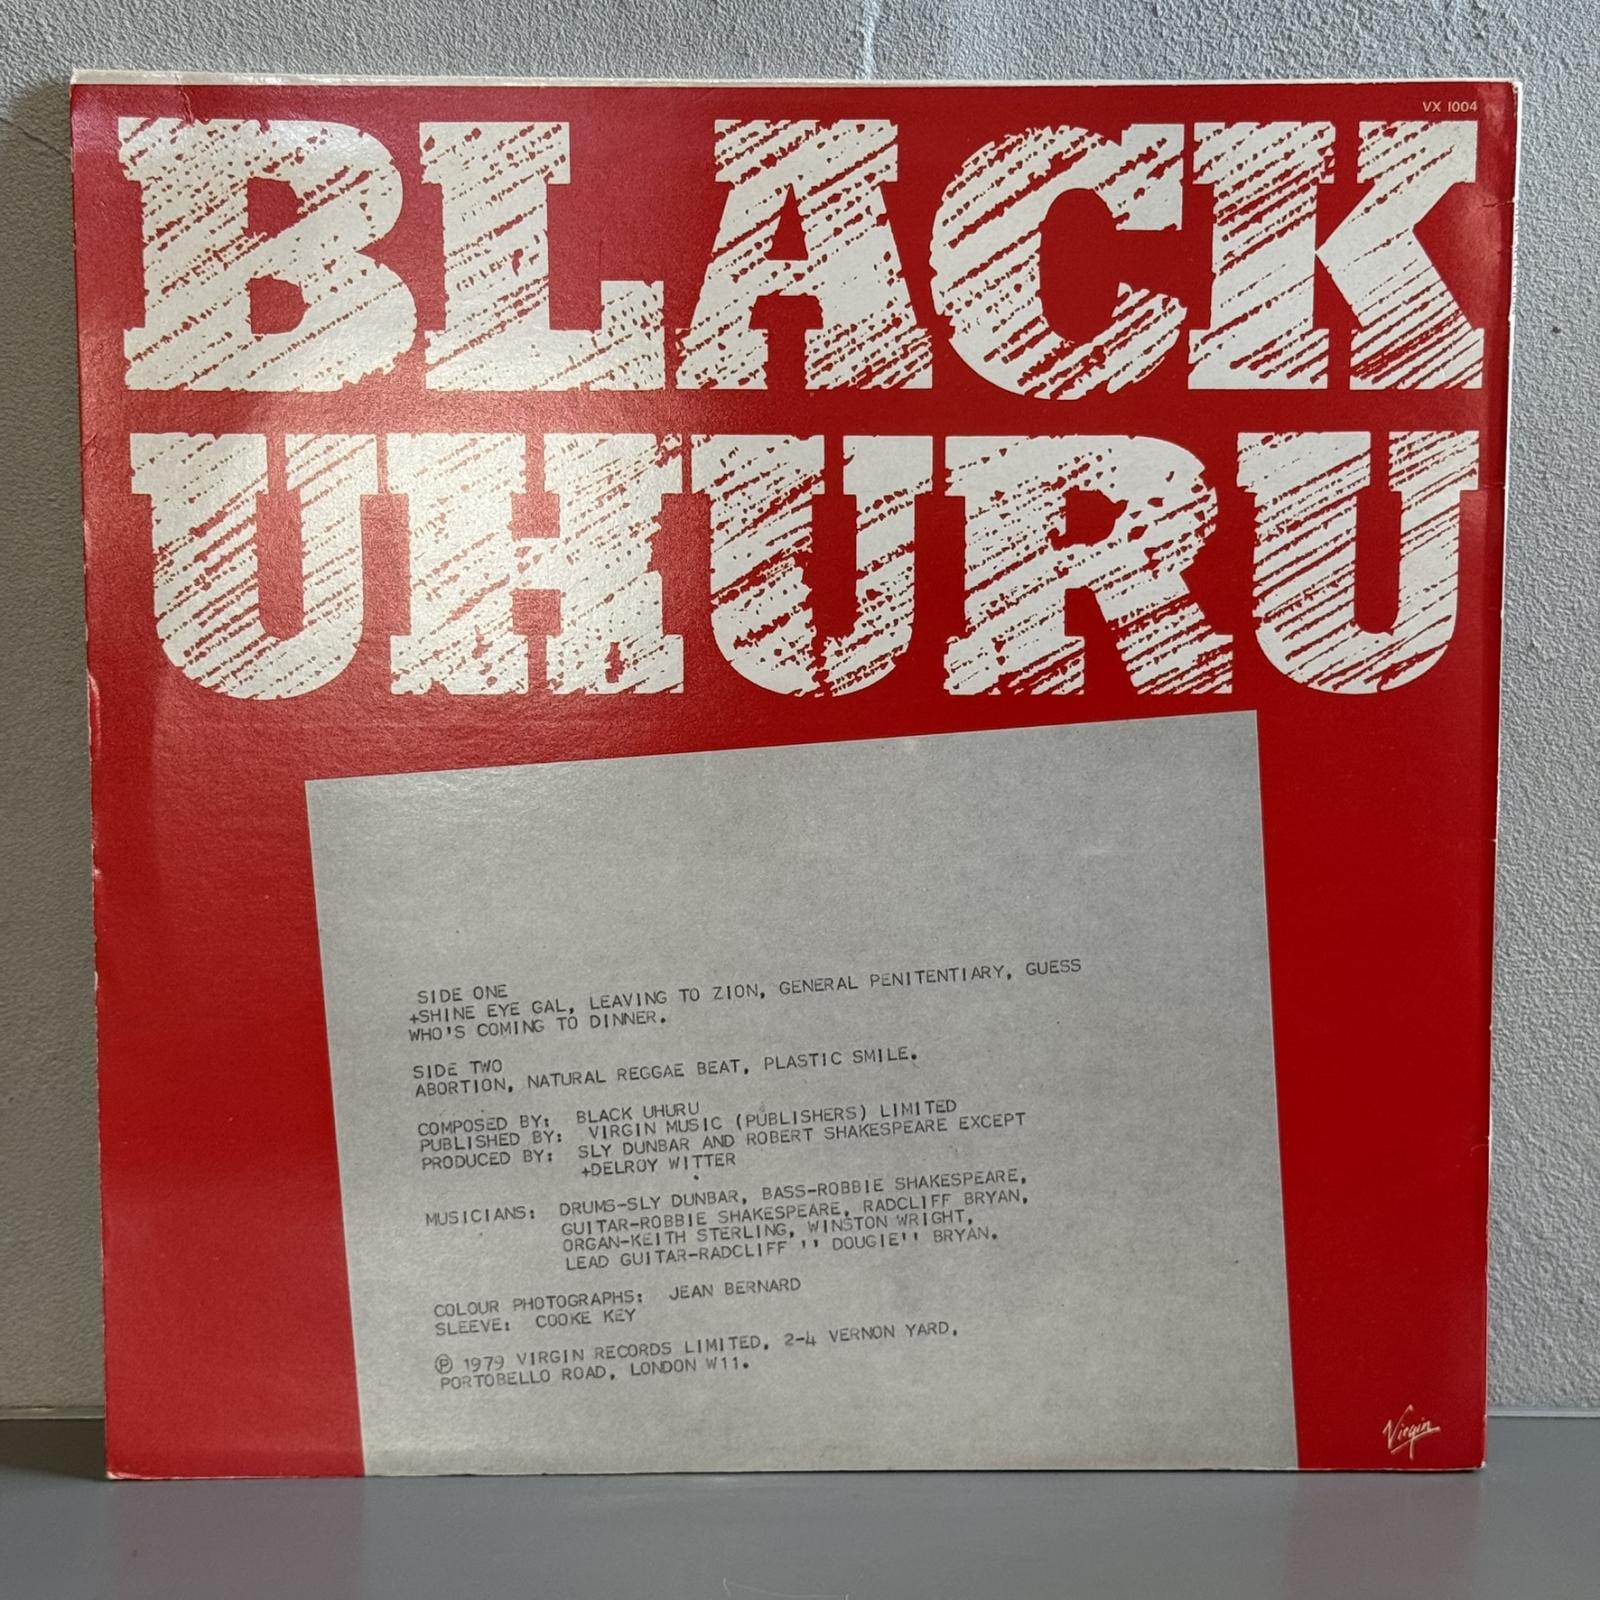 VX 1004
BLACK
UHURU
SIDE ONE
+SHINE EYE GAL, LEAVING TO ZION, GENERAL PENITENTIARY, GUESS
WHO'S COMING TO DINNER.
SIDE TWO
ABORTION, NATURAL REGGAE BEAT, PLASTIC SMILE.
COMPOSED BY: BLACK UHURU
PUBLISHED BY: VIRGIN MUSIC (PUBLISHERS) LIMITED
PRODUCED BY: SLY DUNBAR AND ROBERT SHAKESPEARE EXCEPT
+DELROY WITTER
MUSICIANS: DRUMS-SLY DUNBAR, BASS-ROBBIE SHAKESPEARE,
GUITAR-ROBBIE SHAKESPEARE, RADCLIFF BRYAN,
ORGAN-KEITH STERLING, WINSTON WRIGHT,
LEAD GUITAR-RADCLIFF '' DOUGIE'' BRYAN.
COLOUR PHOTOGRAPHS: JEAN BERNARD
SLEEVE: COOKE KEY
℗ 1979 VIRGIN RECORDS LIMITED, 2-4 VERNON YARD,
PORTOBELLO ROAD, LONDON W11.
Virgin